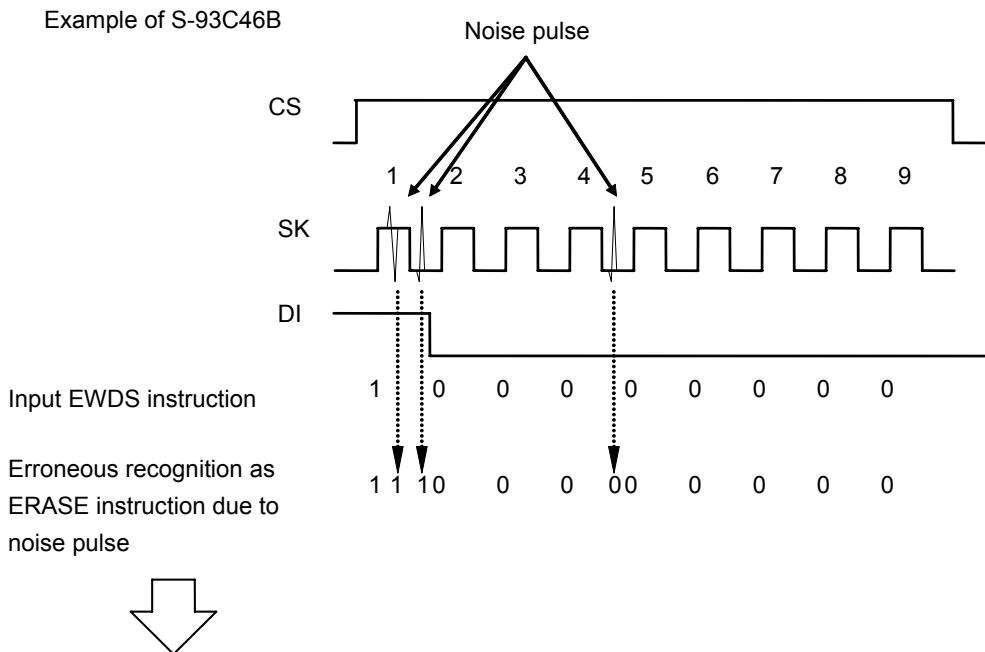 Example of S-93C46B
Noise pulse
CS
1 2 3 4 5 6 7 8 9
SK
DI
Input EWDS instruction
1 0 0 0 0 0 0 0 0
Erroneous recognition as
ERASE instruction due to
noise pulse
1 1 1 0 0 0 0 0 0 0 0 0